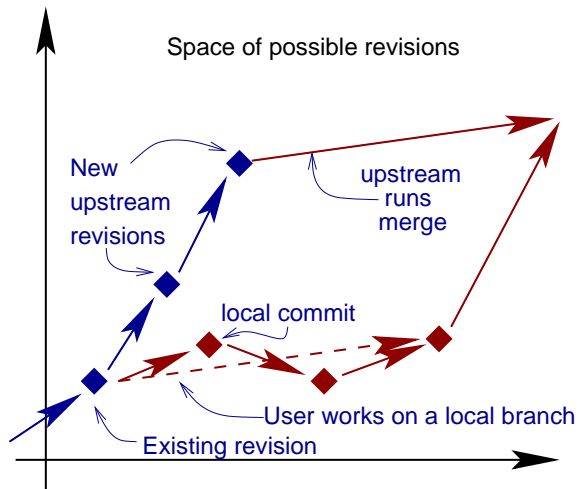 Space of possible revisions
New
upstream
revisions
upstream
runs
merge
local commit
User works on a local branch
Existing revision